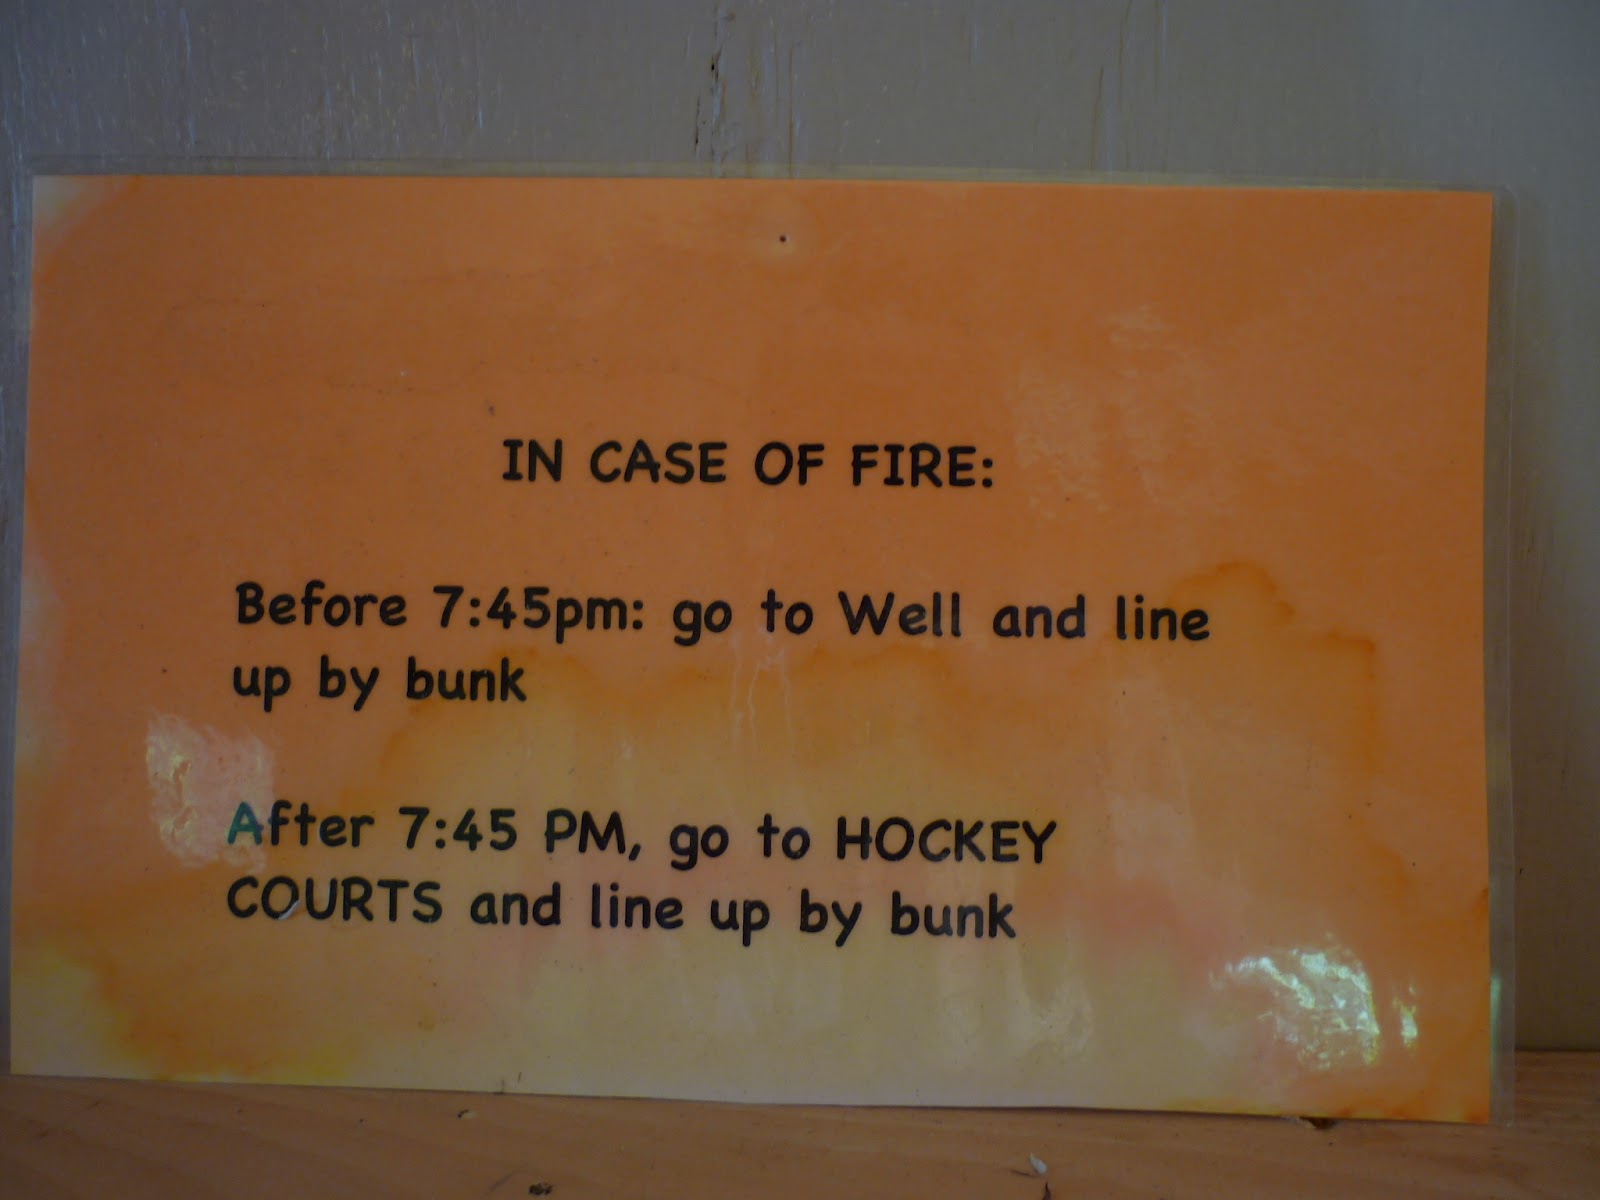 IN CASE OF FIRE:
Before 7:45pm: go to Well and line
up by bunk
After 7:45 PM, go to HOCKEY
COURTS and line up by bunk